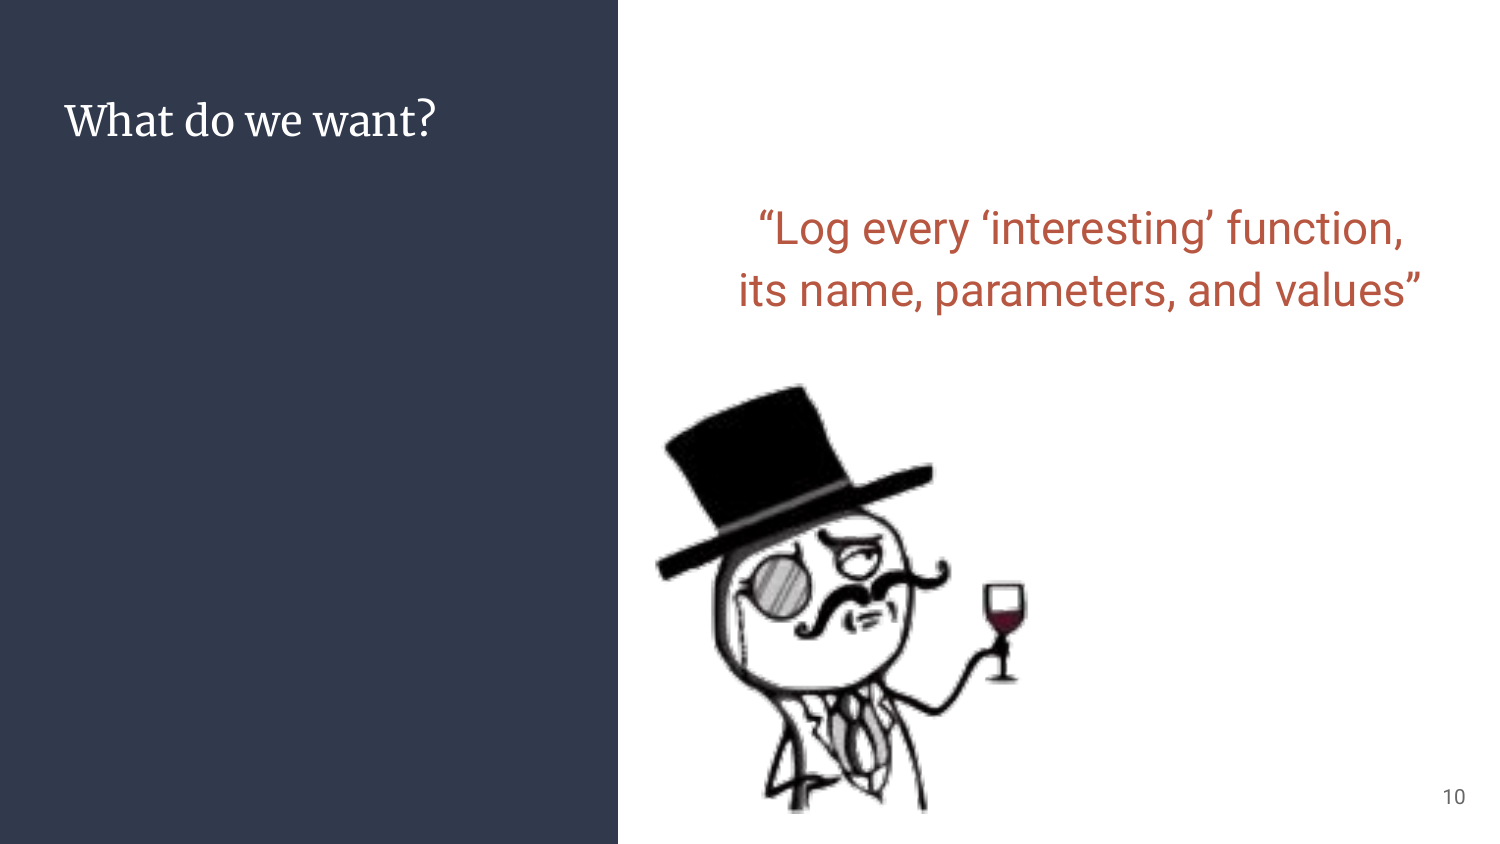 What do we want?
“Log every ‘interesting’ function,
its name, parameters, and values”
10